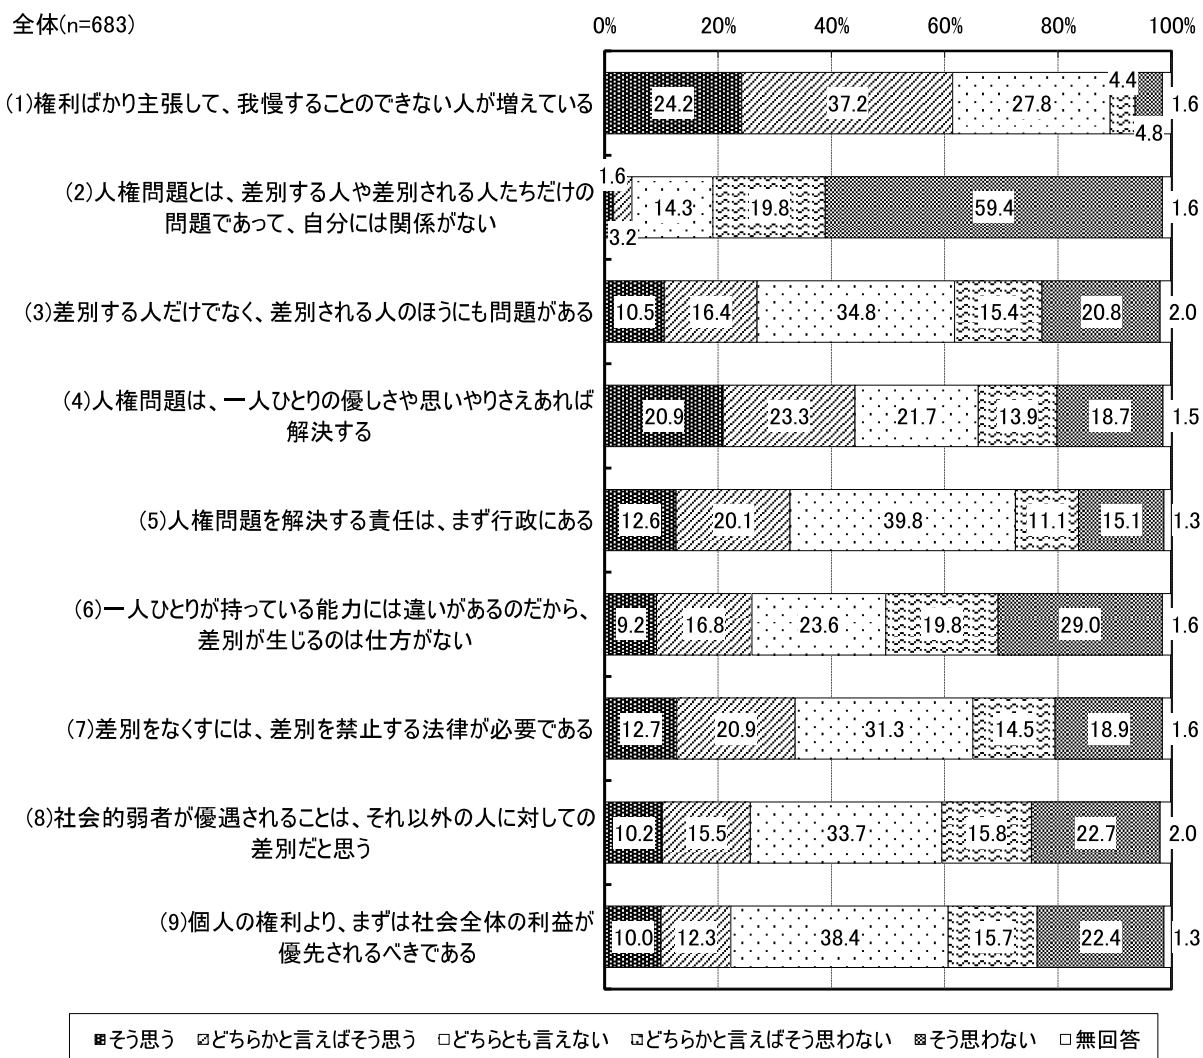 全体(n=683)
0% 20% 40% 60% 80% 100%
(1)権利ばかり主張して、我慢することのできない人が増えている
24.2 37.2 27.8 4.4 4.8 1.6
(2)人権問題とは、差別する人や差別される人たちだけの
問題であって、自分には関係がない
1.6 3.2 14.3 19.8 59.4 1.6
(3)差別する人だけでなく、差別される人のほうにも問題がある
10.5 16.4 34.8 15.4 20.8 2.0
(4)人権問題は、一人ひとりの優しさや思いやりさえあれば
解決する
20.9 23.3 21.7 13.9 18.7 1.5
(5)人権問題を解決する責任は、まず行政にある
12.6 20.1 39.8 11.1 15.1 1.3
(6)一人ひとりが持っている能力には違いがあるのだから、
差別が生じるのは仕方がない
9.2 16.8 23.6 19.8 29.0 1.6
(7)差別をなくすには、差別を禁止する法律が必要である
12.7 20.9 31.3 14.5 18.9 1.6
(8)社会的弱者が優遇されることは、それ以外の人に対しての
差別だと思う
10.2 15.5 33.7 15.8 22.7 2.0
(9)個人の権利より、まずは社会全体の利益が
優先されるべきである
10.0 12.3 38.4 15.7 22.4 1.3
そう思う どちらかと言えばそう思う どちらとも言えない どちらかと言えばそう思わない そう思わない 無回答